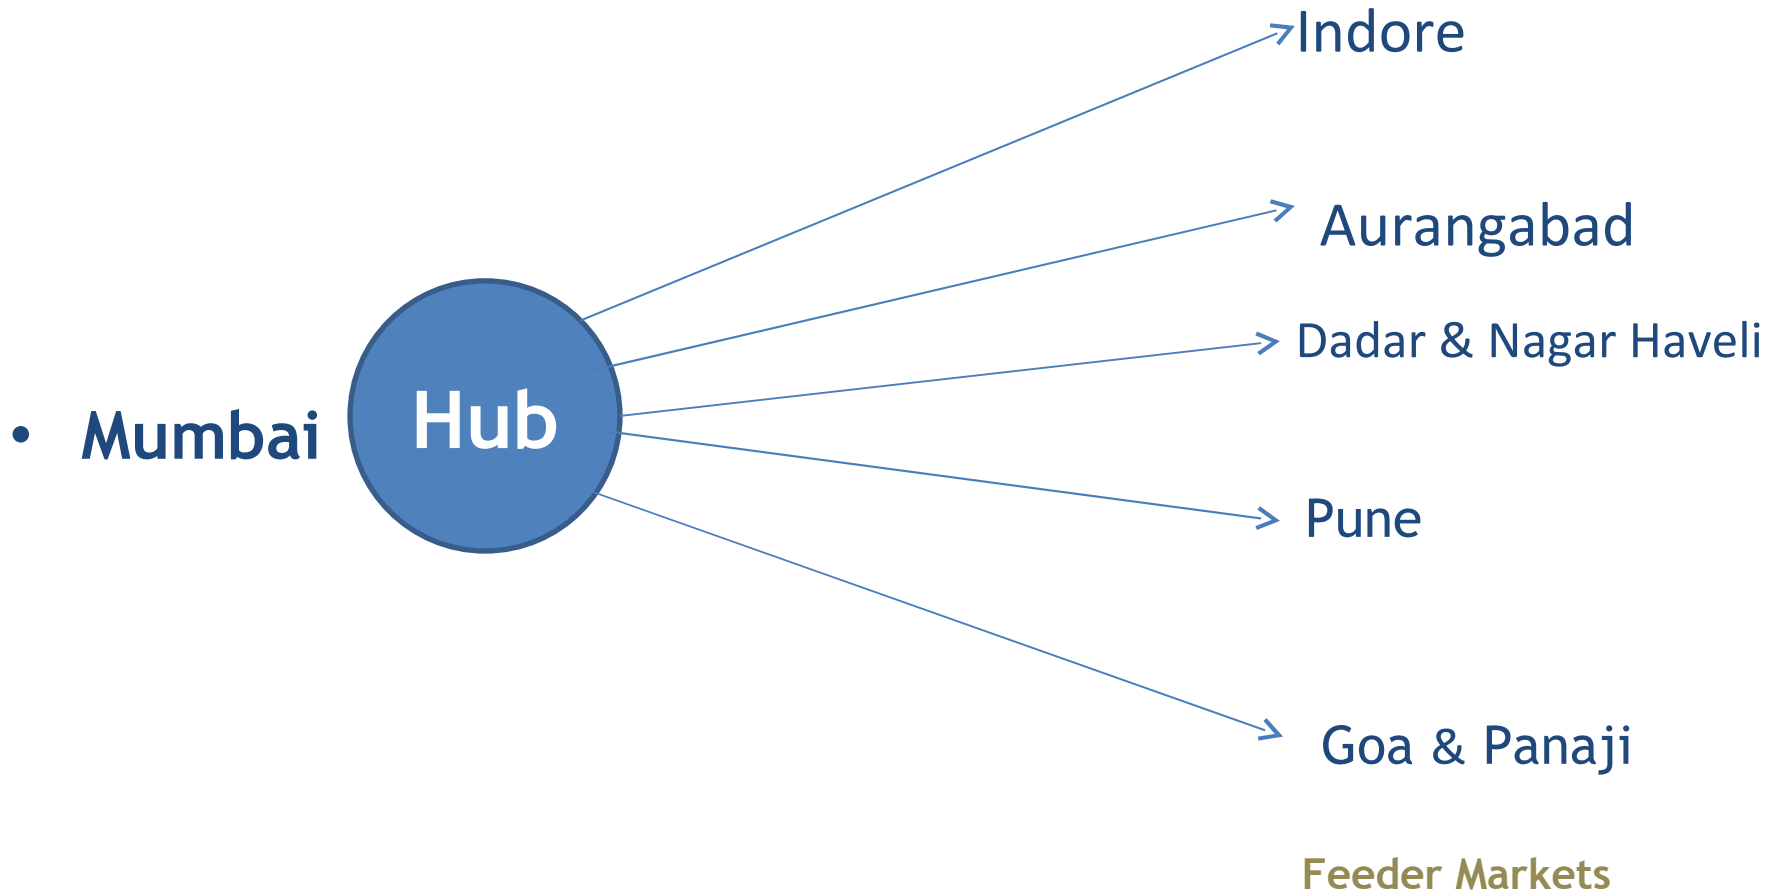 Indore
Aurangabad
Dadar & Nagar Haveli
• Mumbai
Hub
Pune
Goa & Panaji
Feeder Markets